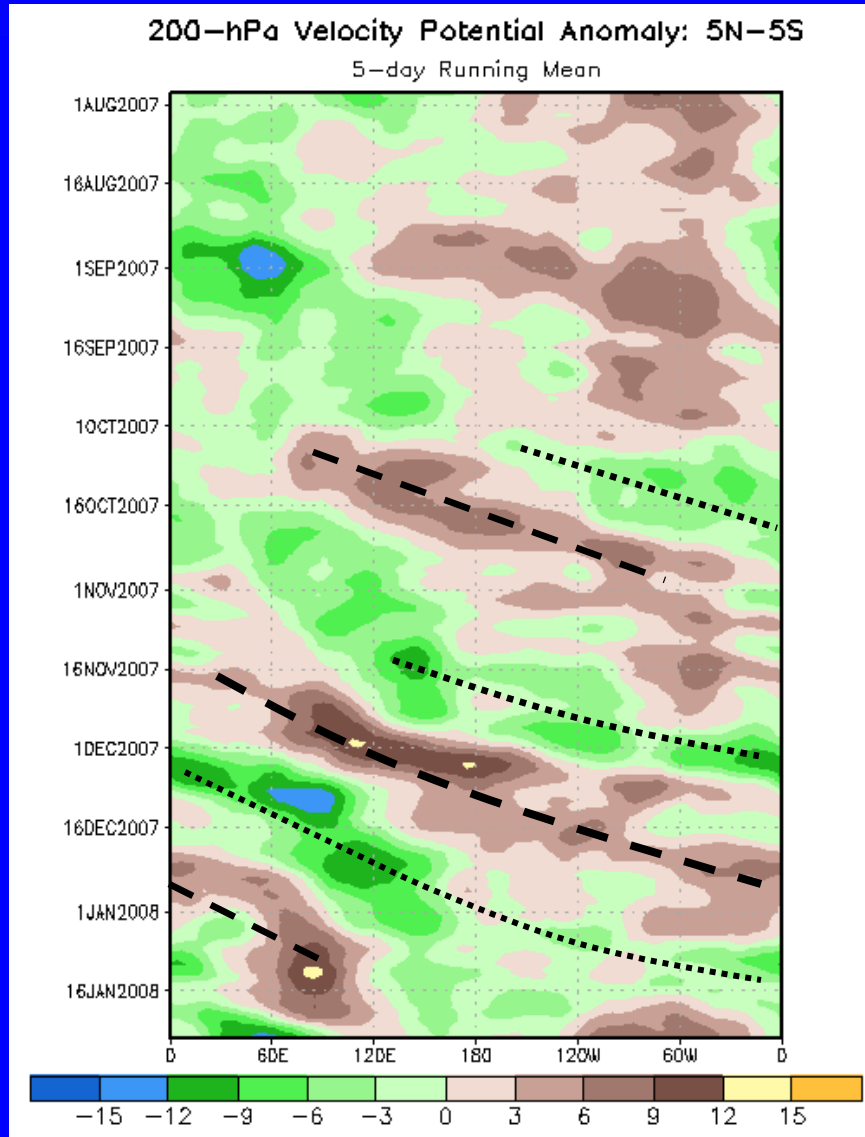 200-hPa Velocity Potential Anomaly: 5N-5S
5-day Running Mean
1AUG2007
16AUG2007
1SEP2007
16SEP2007
1OCT2007
16OCT2007
1NOV2007
16NOV2007
1DEC2007
16DEC2007
1JAN2008
16JAN2008
0 60E 120E 180 120W 60W 0
-15 -12 -9 -6 -3 0 3 6 9 12 15